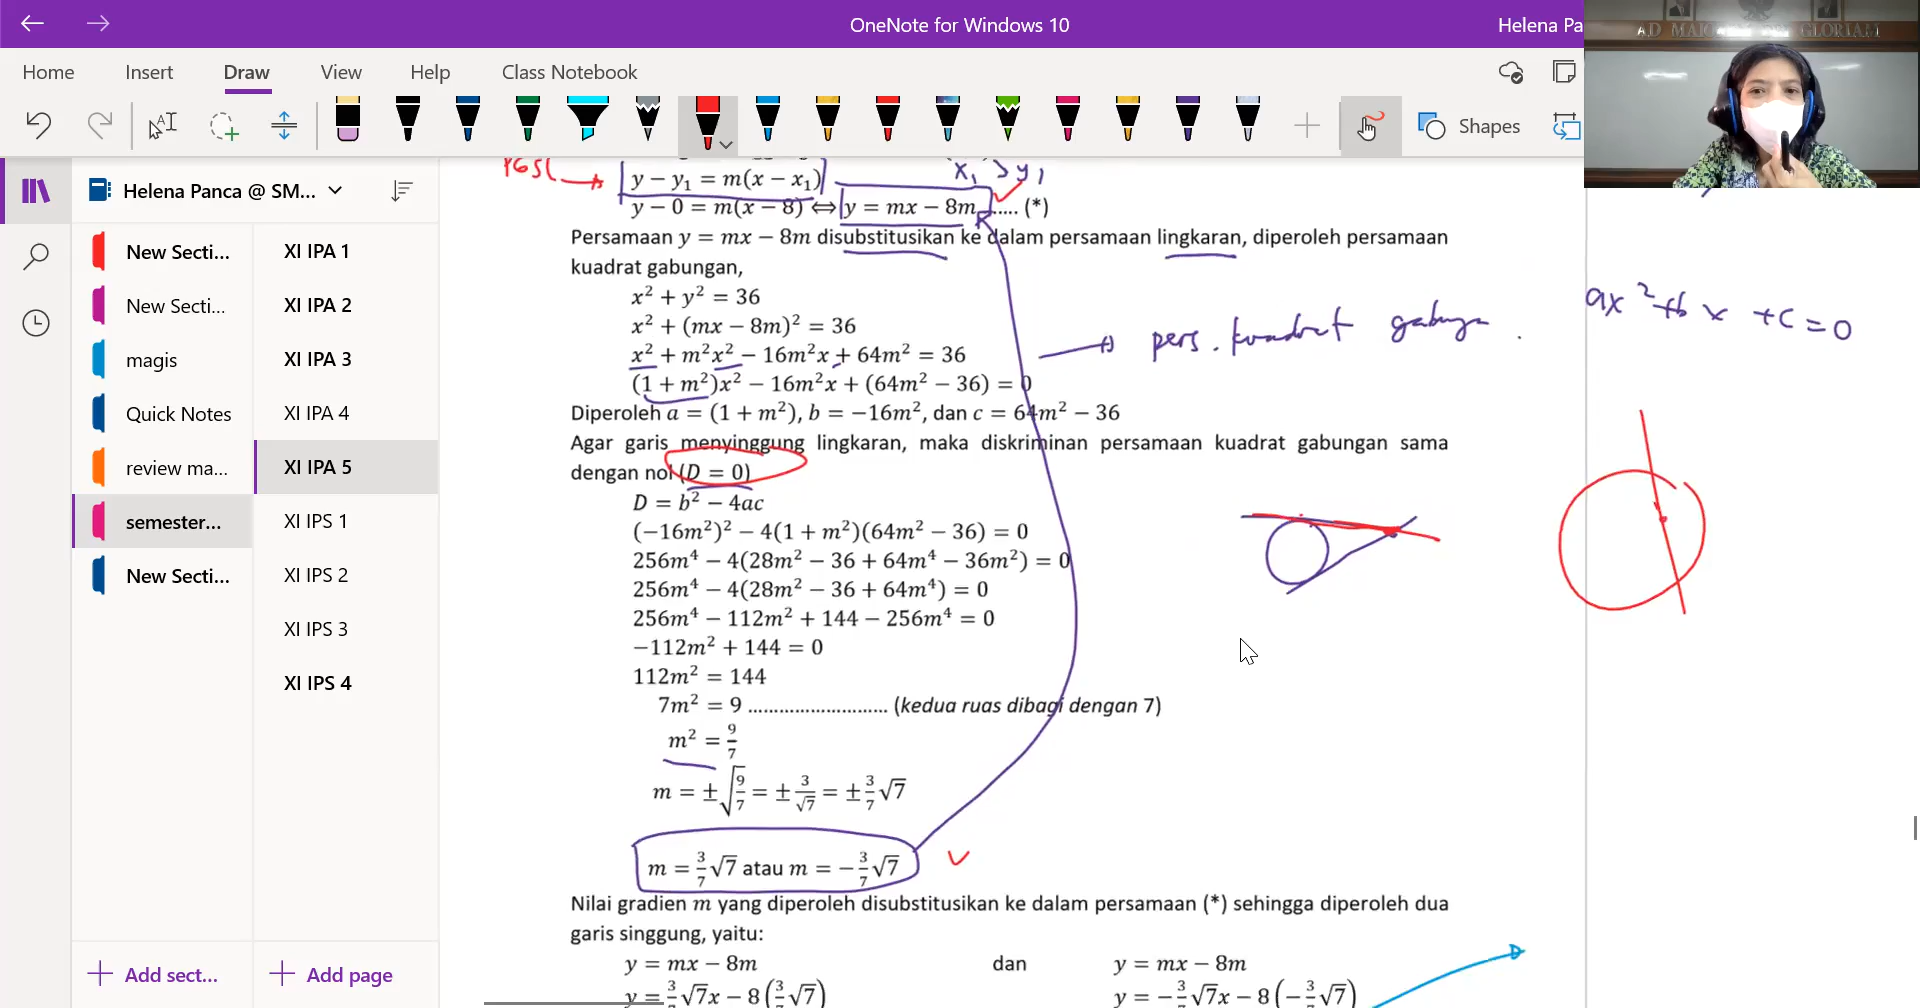 OneNote for Windows 10
Helena Pa
AD MAJOREM DEI GLORIAM
Home Insert Draw View Help Class Notebook
Shapes
Helena Panca @ SM...
New Secti...
New Secti...
magis
Quick Notes
review ma...
semester...
New Secti...
XI IPA 1
XI IPA 2
XI IPA 3
XI IPA 4
XI IPA 5
XI IPS 1
XI IPS 2
XI IPS 3
XI IPS 4
Add sect...
Add page
PGSL → y − y₁ = m(x − x₁) x₁ y₁
y − 0 = m(x − 8) ⟺ y = mx − 8m ..... (*)
Persamaan y = mx − 8m disubstitusikan ke dalam persamaan lingkaran, diperoleh persamaan
kuadrat gabungan,
x² + y² = 36
x² + (mx − 8m)² = 36
x² + m²x² − 16m²x + 64m² = 36
(1 + m²)x² − 16m²x + (64m² − 36) = 0
→ pers. kuadrat
ax² + bx + c = 0
Diperoleh a = (1 + m²), b = −16m², dan c = 64m² − 36
Agar garis menyinggung lingkaran, maka diskriminan persamaan kuadrat gabungan sama
dengan nol (D = 0)
D = b² − 4ac
(−16m²)² − 4(1 + m²)(64m² − 36) = 0
256m⁴ − 4(28m² − 36 + 64m⁴ − 36m²) = 0
256m⁴ − 4(28m² − 36 + 64m⁴) = 0
256m⁴ − 112m² + 144 − 256m⁴ = 0
−112m² + 144 = 0
112m² = 144
7m² = 9 ........................... (kedua ruas dibagi dengan 7)
m² = 9/7
m = ±√(9/7) = ± 3/√7 = ± 3/7 √7
m = 3/7 √7 atau m = − 3/7 √7
Nilai gradien m yang diperoleh disubstitusikan ke dalam persamaan (*) sehingga diperoleh dua
garis singgung, yaitu:
y = mx − 8m dan y = mx − 8m
y = 3/7 √7x − 8(3/7 √7) y = − 3/7 √7x − 8(− 3/7 √7)